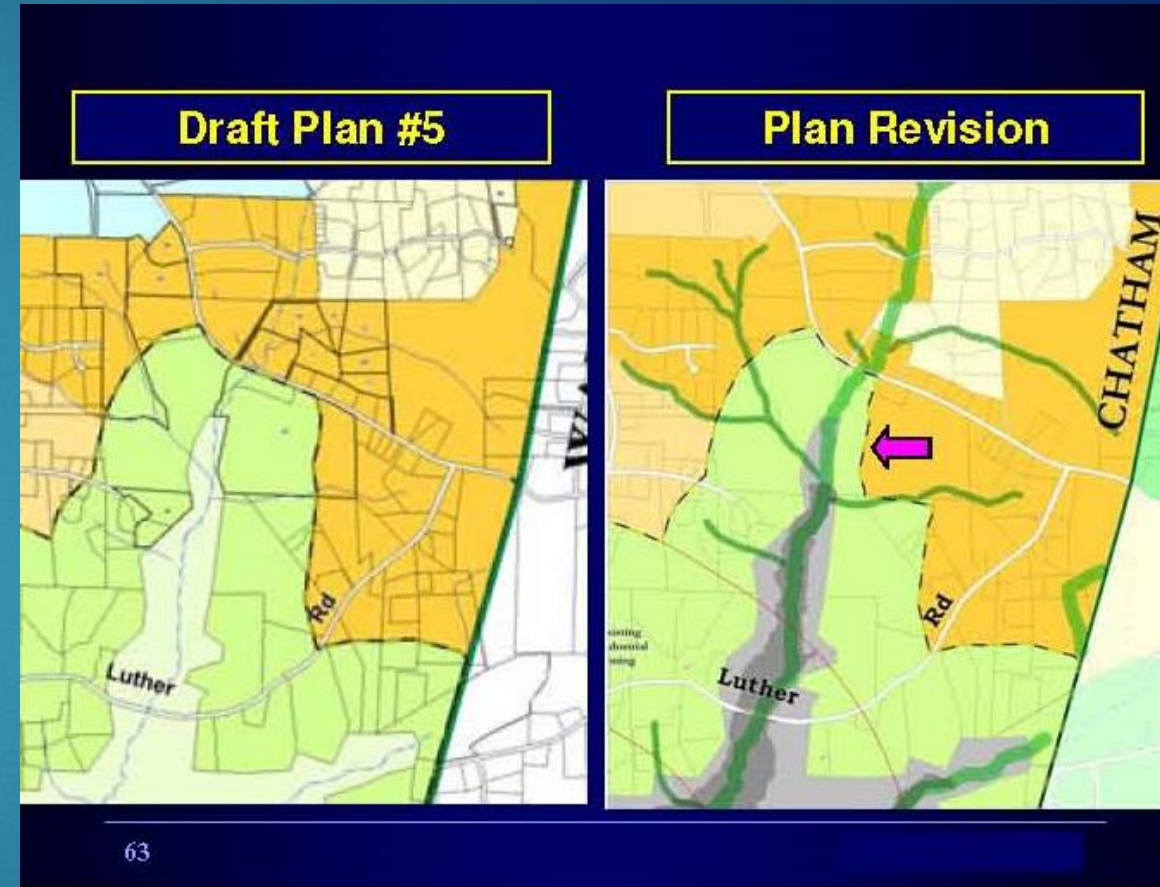 Draft Plan #5
Plan Revision
CHATHAM
Rd
Luther
Rd
Luther
63